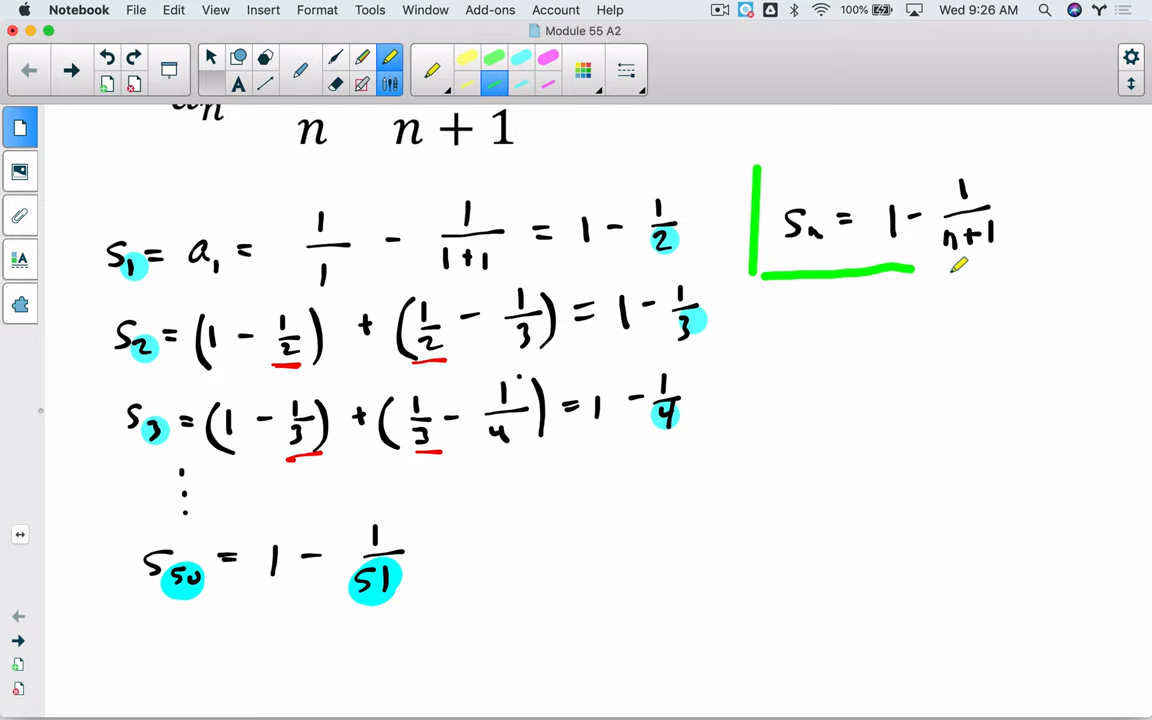 Notebook File Edit View Insert Format Tools Window Add-ons Account Help 100% Wed 9:26 AM
Module 55 A2
n n + 1
S₁ = a₁ = 1/1 - 1/(1+1) = 1 - 1/2
Sₙ = 1 - 1/(n+1)
S₂ = (1 - 1/2) + (1/2 - 1/3) = 1 - 1/3
S₃ = (1 - 1/3) + (1/3 - 1/4) = 1 - 1/4
⋮
S₅₀ = 1 - 1/51